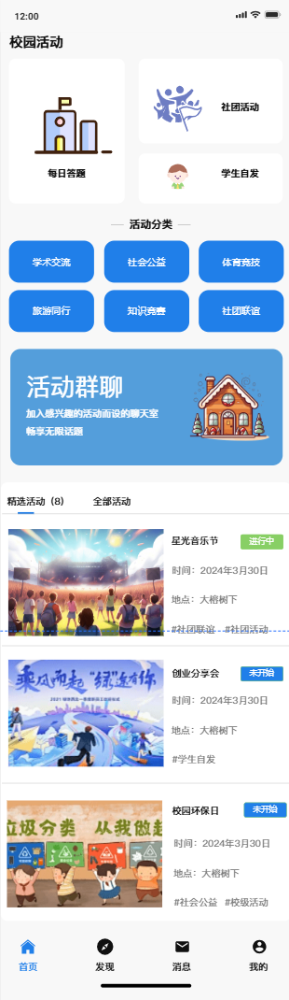 12:00
校园活动
每日答题
社团活动
学生自发
活动分类
学术交流
社会公益
体育竞技
旅游同行
知识竞赛
社团联谊
活动群聊
加入感兴趣的活动而设的聊天室
畅享无限话题
精选活动（8）
全部活动
星光音乐节
进行中
时间：2024年3月30日
地点：大榕树下
#社团联谊 #社团活动
乘风而起 “绿”途有你
创业分享会
未开始
时间：2024年3月30日
地点：大榕树下
#学生自发
垃圾分类 从我做起
校园环保日
未开始
时间：2024年3月30日
地点：大榕树下
#社会公益 #校级活动
首页
发现
消息
我的